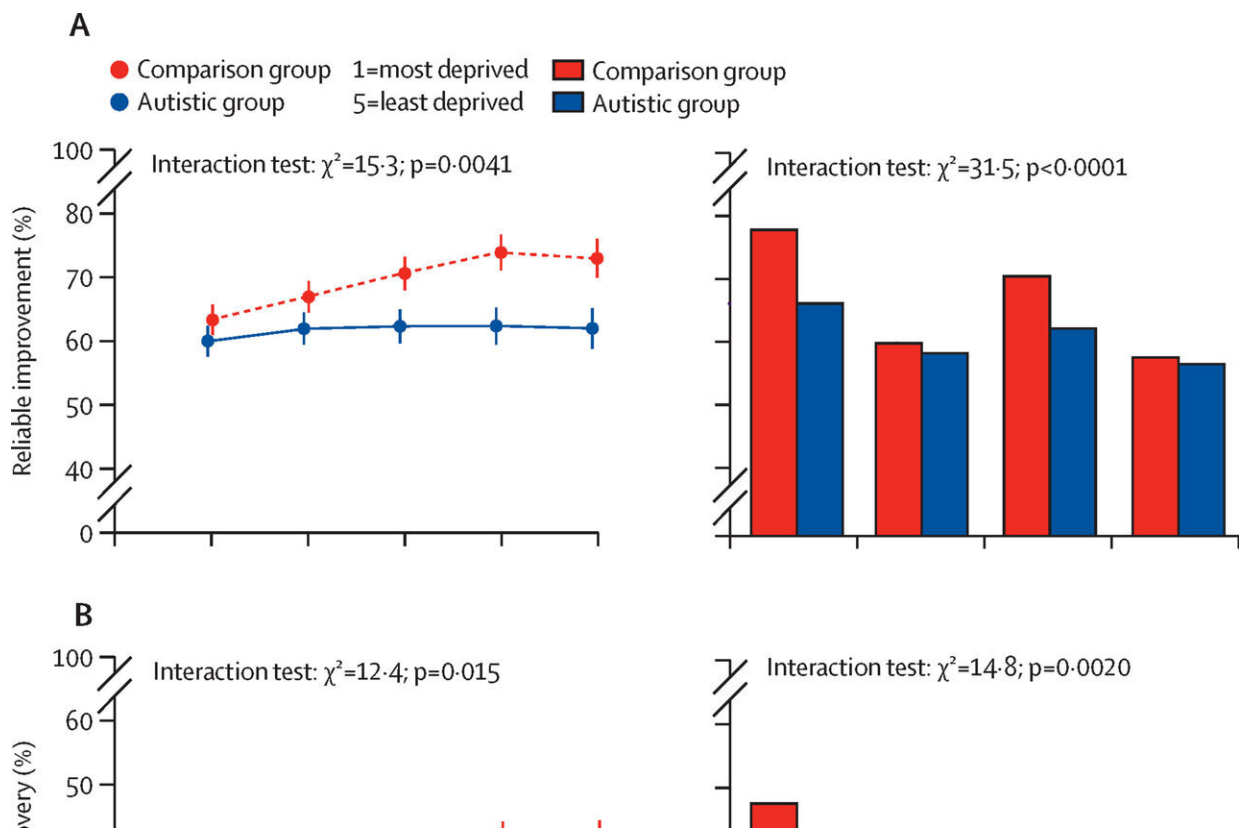 A
Comparison group 1=most deprived Comparison group
Autistic group 5=least deprived Autistic group
Interaction test: χ²=15·3; p=0·0041
Interaction test: χ²=31·5; p<0·0001
Reliable improvement (%)
100
80
70
60
50
40
0
B
Interaction test: χ²=12·4; p=0·015
Interaction test: χ²=14·8; p=0·0020
100
60
50
(%)